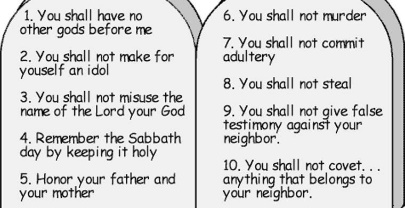 1. You shall have no
other gods before me
2. You shall not make for
youself an idol
3. You shall not misuse the
name of the Lord your God
4. Remember the Sabbath
day by keeping it holy
5. Honor your father and
your mother
6. You shall not murder
7. You shall not commit
adultery
8. You shall not steal
9. You shall not give false
testimony against your
neighbor.
10. You shall not covet. . .
anything that belongs to
your neighbor.